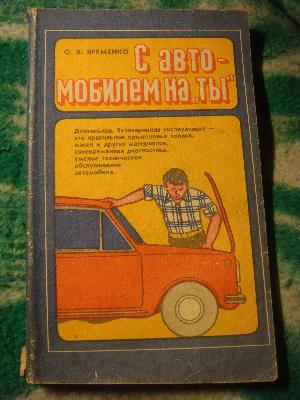 О. В. ЯРЕМЕНКО
С авто-
мобилем на „ты“
Длительная, безаварийная эксплуатация —
это правильное применение топлив,
масел и других материалов,
своевременная диагностика,
умелое техническое
обслуживание
автомобиля.